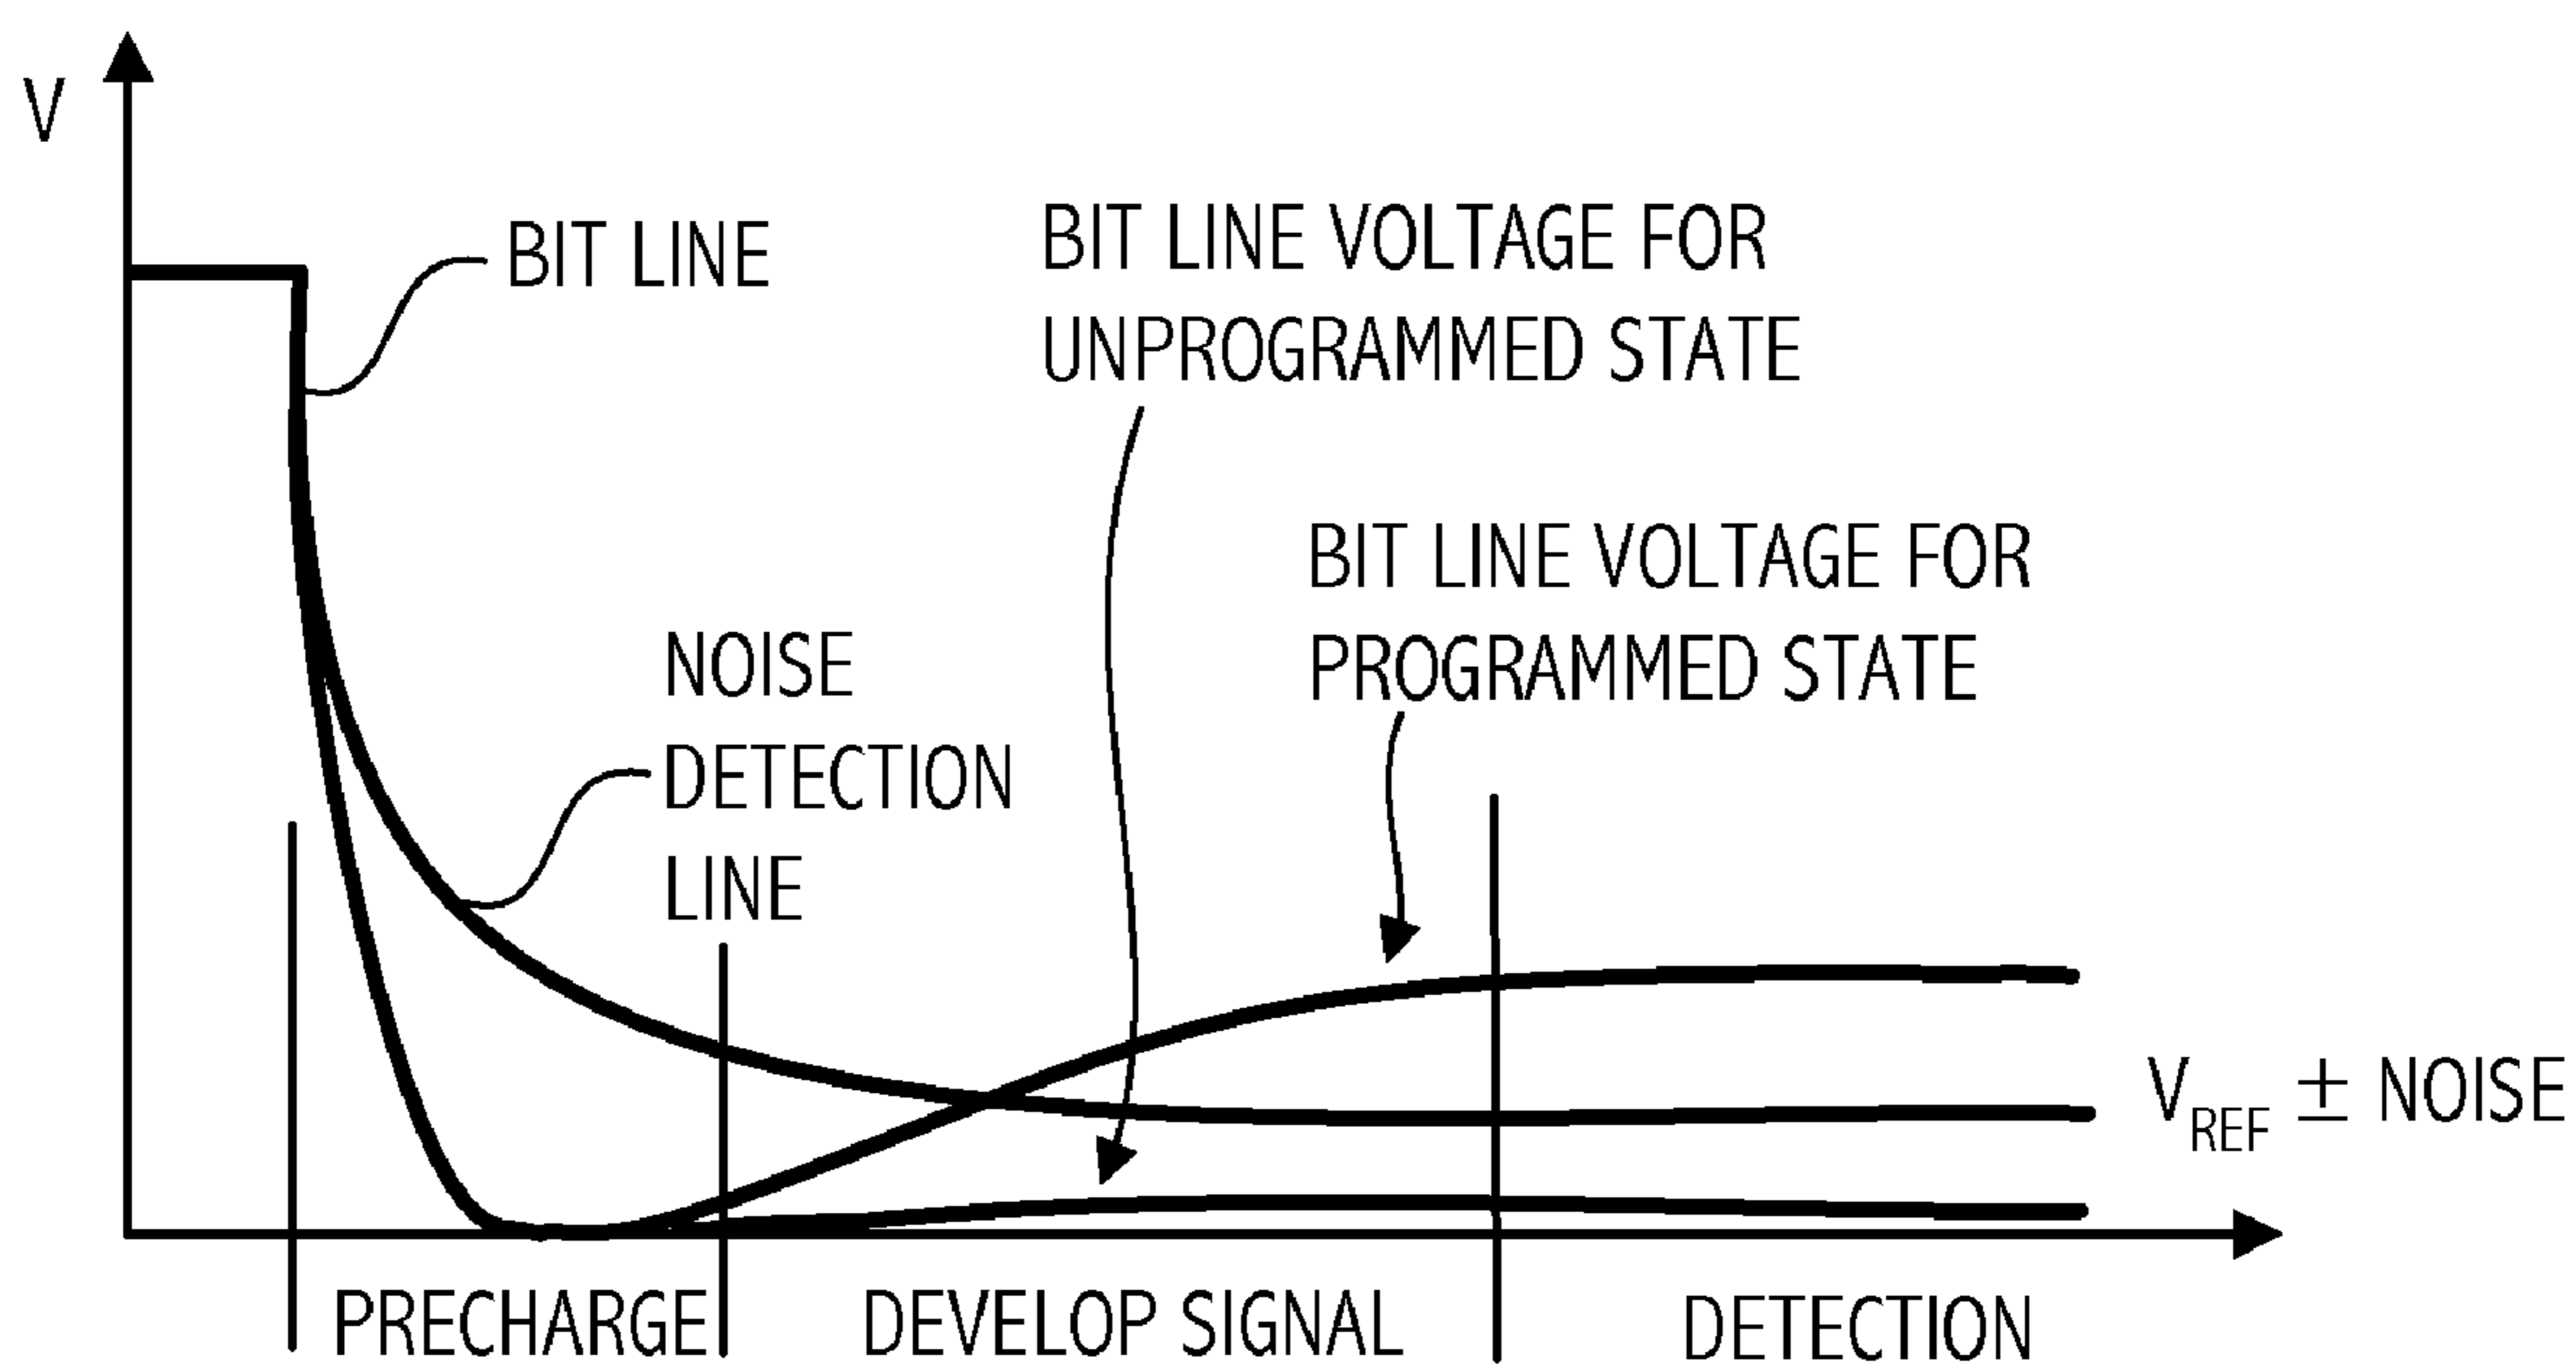 V
BIT LINE
BIT LINE VOLTAGE FOR
UNPROGRAMMED STATE
BIT LINE VOLTAGE FOR
PROGRAMMED STATE
NOISE
DETECTION
LINE
VREF ± NOISE
PRECHARGE
DEVELOP SIGNAL
DETECTION